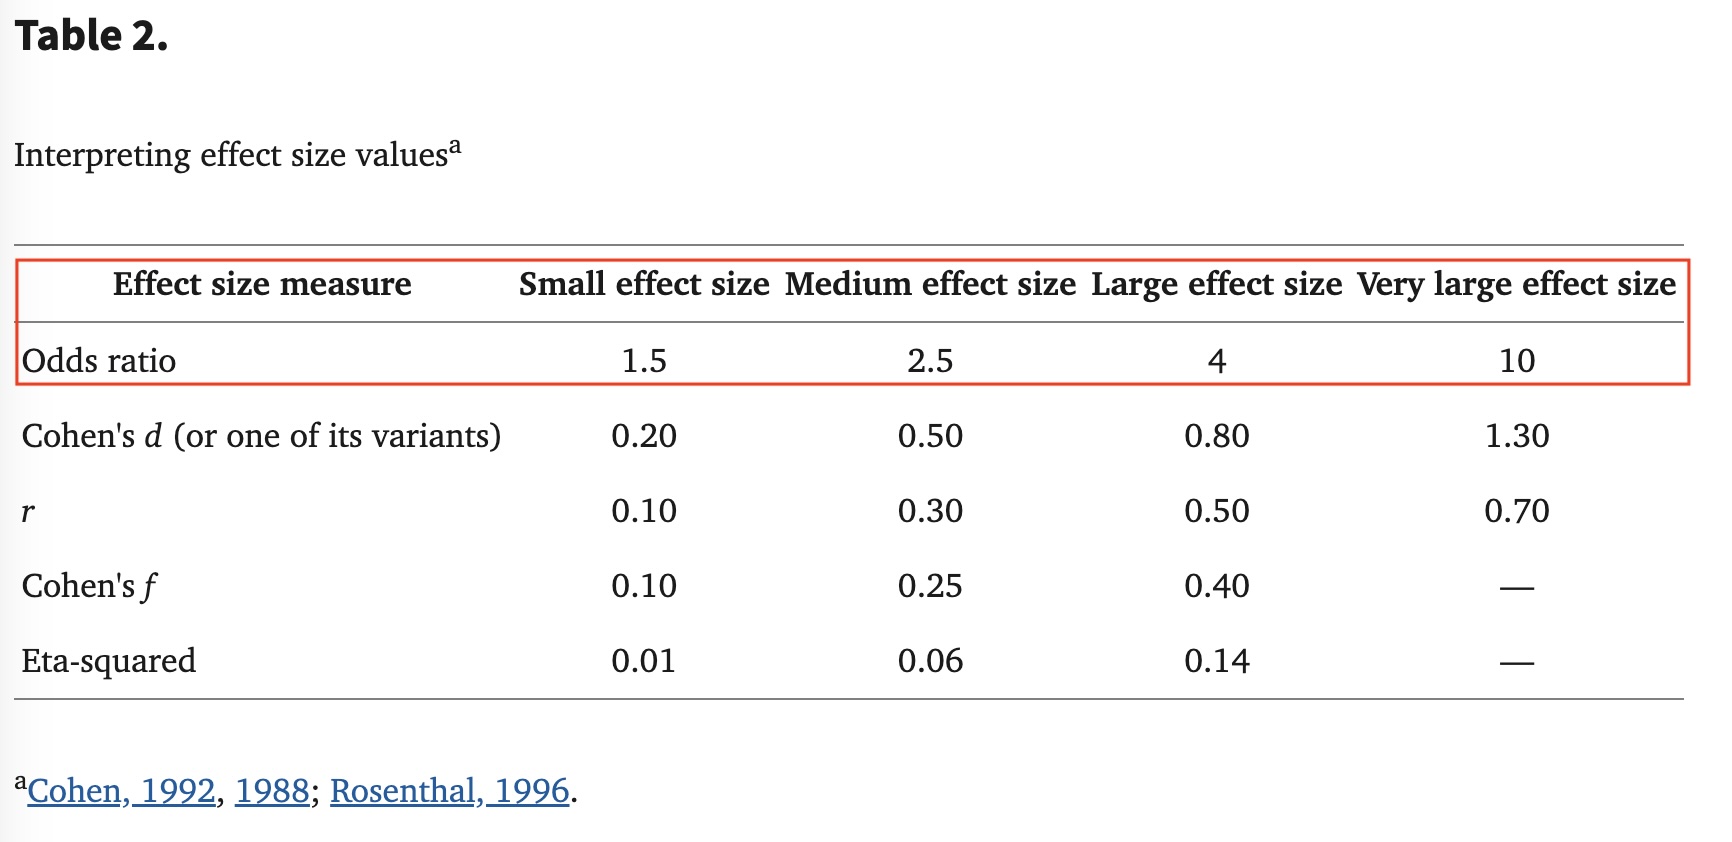 Table 2.
Interpreting effect size valuesa
Effect size measure Small effect size Medium effect size Large effect size Very large effect size
Odds ratio 1.5 2.5 4 10
Cohen's d (or one of its variants) 0.20 0.50 0.80 1.30
r 0.10 0.30 0.50 0.70
Cohen's f 0.10 0.25 0.40 —
Eta-squared 0.01 0.06 0.14 —
aCohen, 1992, 1988; Rosenthal, 1996.